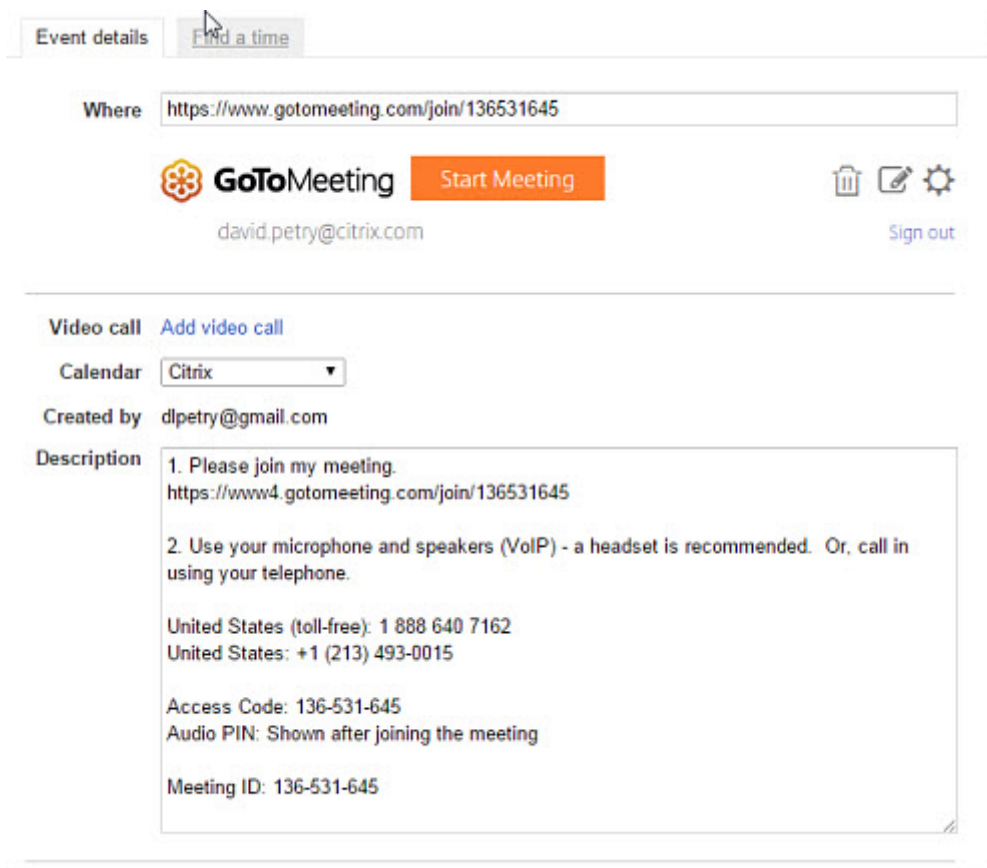 Event details
Find a time
Where https://www.gotomeeting.com/join/136531645
GoToMeeting Start Meeting
david.petry@citrix.com Sign out
Video call Add video call
Calendar Citrix
Created by dlpetry@gmail.com
Description 1. Please join my meeting.
https://www4.gotomeeting.com/join/136531645
2. Use your microphone and speakers (VoIP) - a headset is recommended. Or, call in
using your telephone.
United States (toll-free): 1 888 640 7162
United States: +1 (213) 493-0015
Access Code: 136-531-645
Audio PIN: Shown after joining the meeting
Meeting ID: 136-531-645